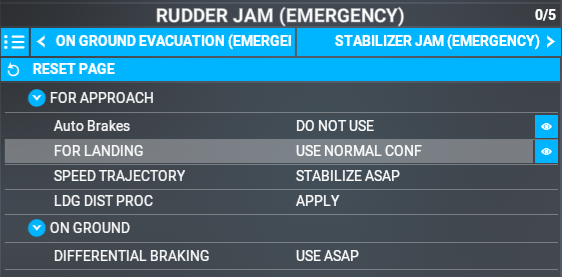 RUDDER JAM (EMERGENCY) 0/5
ON GROUND EVACUATION (EMERGEI STABILIZER JAM (EMERGENCY)
RESET PAGE
FOR APPROACH
Auto Brakes DO NOT USE
FOR LANDING USE NORMAL CONF
SPEED TRAJECTORY STABILIZE ASAP
LDG DIST PROC APPLY
ON GROUND
DIFFERENTIAL BRAKING USE ASAP